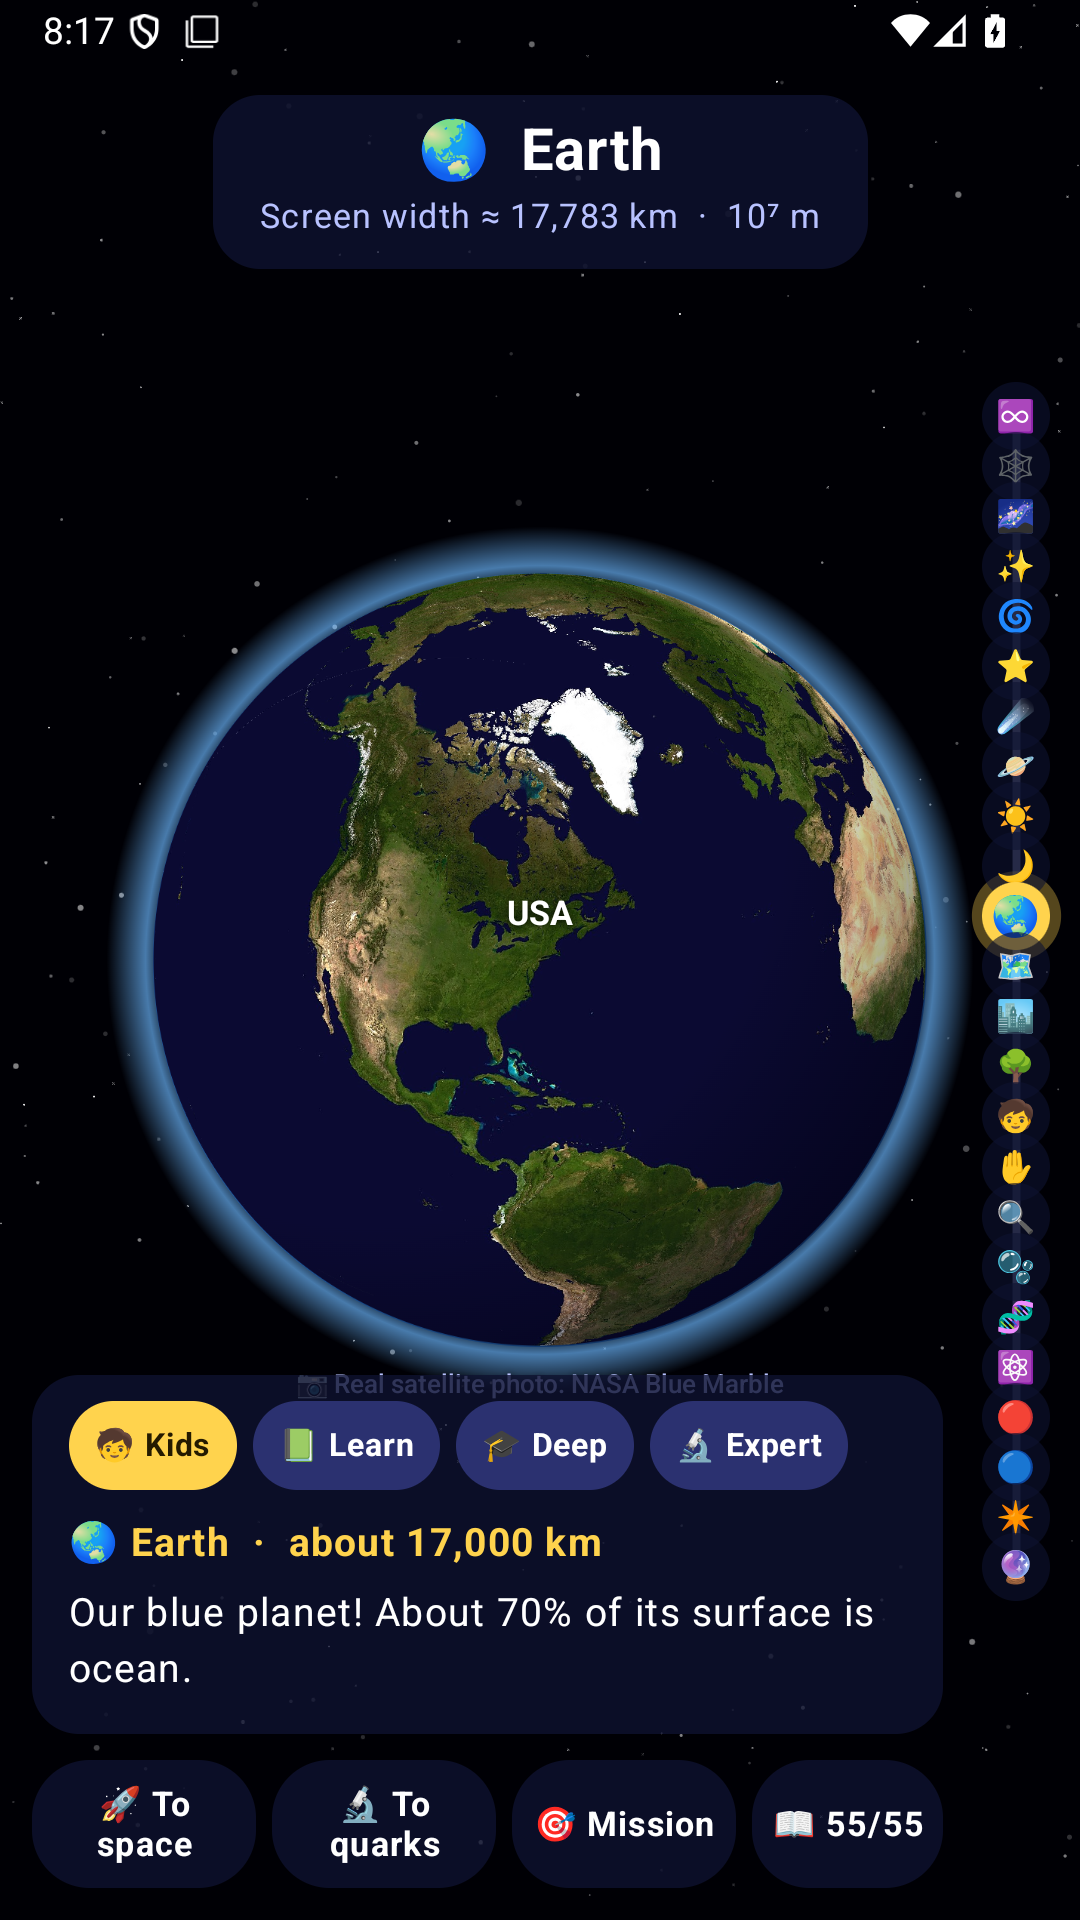 8:17
Earth
Screen width ≈ 17,783 km · 10⁷ m
USA
Real satellite photo: NASA Blue Marble
Kids
Learn
Deep
Expert
Earth · about 17,000 km
Our blue planet! About 70% of its surface is
ocean.
To
space
To
quarks
Mission
55/55